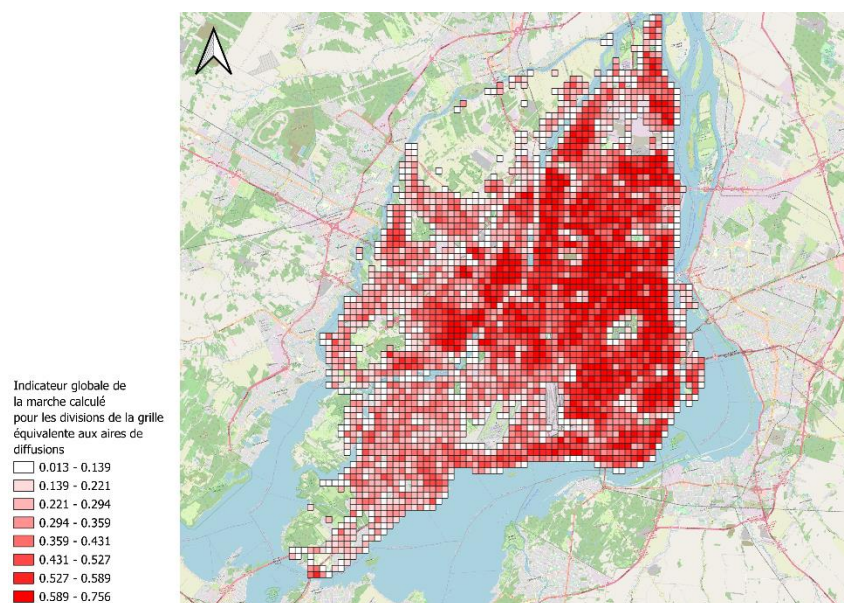 Indicateur globale de
la marche calculé
pour les divisions de la grille
équivalente aux aires de
diffusions
0.013 - 0.139
0.139 - 0.221
0.221 - 0.294
0.294 - 0.359
0.359 - 0.431
0.431 - 0.527
0.527 - 0.589
0.589 - 0.756